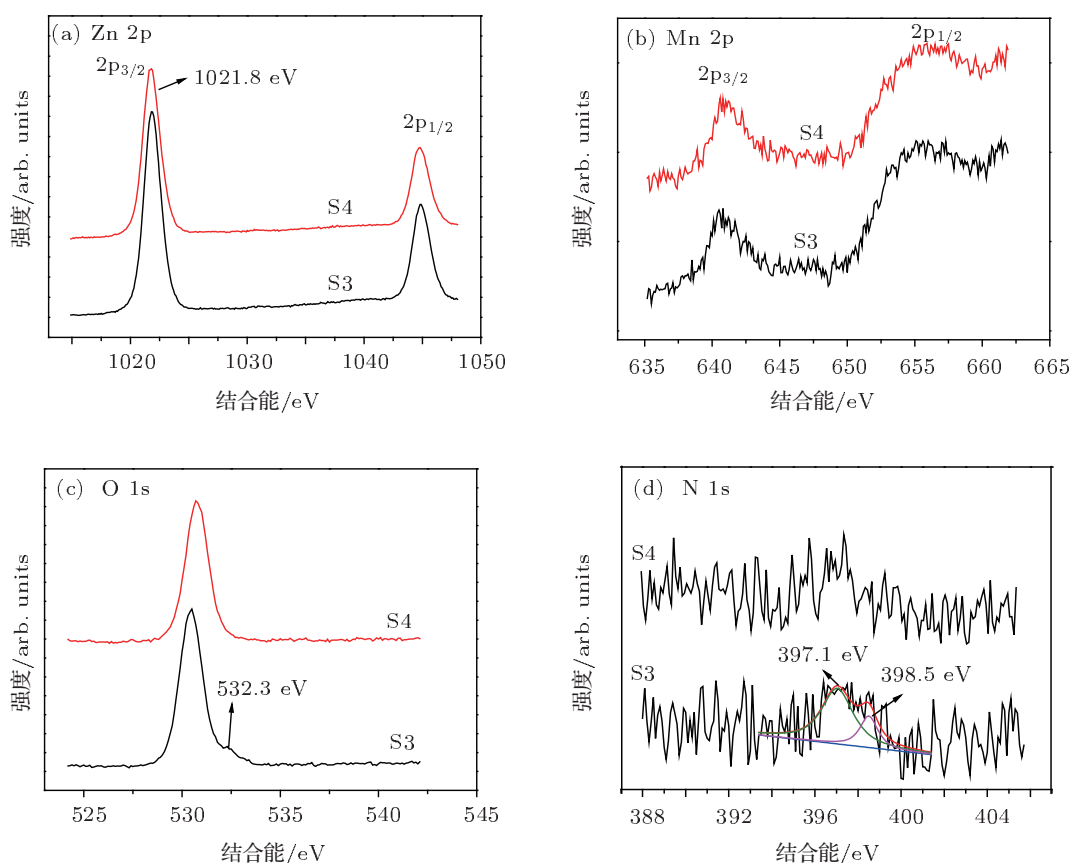 (a) Zn 2p
2p3/2
1021.8 eV
2p1/2
S4
S3
强度/arb. units
1020 1030 1040 1050
结合能/eV
(b) Mn 2p
2p1/2
2p3/2
S4
S3
强度/arb. units
635 640 645 650 655 660 665
结合能/eV
(c) O 1s
S4
532.3 eV
S3
强度/arb. units
525 530 535 540 545
结合能/eV
(d) N 1s
S4
397.1 eV
S3
398.5 eV
强度/arb. units
388 392 396 400 404
结合能/eV